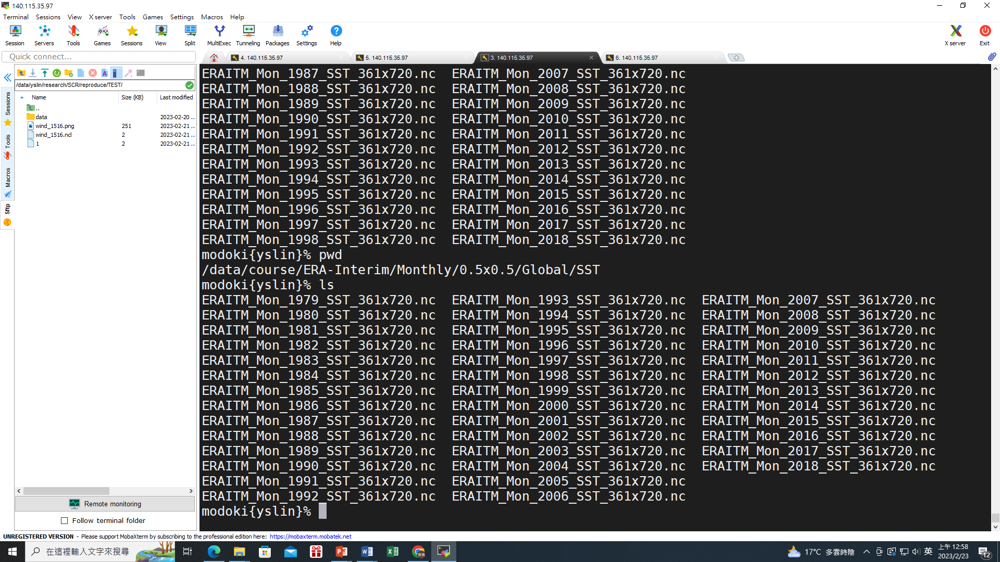 140.115.35.97
Terminal Sessions View X server Tools Games Settings Macros Help
Session Servers Tools Games Sessions View Split MultiExec Tunneling Packages Settings Help X server Exit
Quick connect...
4. 140.115.35.97 5. 140.115.35.97 3. 140.115.35.97 6. 140.115.35.97
/data/yslin/research/SCR/reproduce/TEST/
Name Size (KB) Last modified
..
data 2023-02-20 ..
wind_1516.png 251 2023-02-21 ..
wind_1516.ncl 2 2023-02-21 ..
1 2 2023-02-21 ..
Sessions
Tools
Macros
Sftp
Remote monitoring
Follow terminal folder
ERAITM_Mon_1987_SST_361x720.nc ERAITM_Mon_2007_SST_361x720.nc
ERAITM_Mon_1988_SST_361x720.nc ERAITM_Mon_2008_SST_361x720.nc
ERAITM_Mon_1989_SST_361x720.nc ERAITM_Mon_2009_SST_361x720.nc
ERAITM_Mon_1990_SST_361x720.nc ERAITM_Mon_2010_SST_361x720.nc
ERAITM_Mon_1991_SST_361x720.nc ERAITM_Mon_2011_SST_361x720.nc
ERAITM_Mon_1992_SST_361x720.nc ERAITM_Mon_2012_SST_361x720.nc
ERAITM_Mon_1993_SST_361x720.nc ERAITM_Mon_2013_SST_361x720.nc
ERAITM_Mon_1994_SST_361x720.nc ERAITM_Mon_2014_SST_361x720.nc
ERAITM_Mon_1995_SST_361x720.nc ERAITM_Mon_2015_SST_361x720.nc
ERAITM_Mon_1996_SST_361x720.nc ERAITM_Mon_2016_SST_361x720.nc
ERAITM_Mon_1997_SST_361x720.nc ERAITM_Mon_2017_SST_361x720.nc
ERAITM_Mon_1998_SST_361x720.nc ERAITM_Mon_2018_SST_361x720.nc
modoki{yslin}% pwd
/data/course/ERA-Interim/Monthly/0.5x0.5/Global/SST
modoki{yslin}% ls
ERAITM_Mon_1979_SST_361x720.nc ERAITM_Mon_1993_SST_361x720.nc ERAITM_Mon_2007_SST_361x720.nc
ERAITM_Mon_1980_SST_361x720.nc ERAITM_Mon_1994_SST_361x720.nc ERAITM_Mon_2008_SST_361x720.nc
ERAITM_Mon_1981_SST_361x720.nc ERAITM_Mon_1995_SST_361x720.nc ERAITM_Mon_2009_SST_361x720.nc
ERAITM_Mon_1982_SST_361x720.nc ERAITM_Mon_1996_SST_361x720.nc ERAITM_Mon_2010_SST_361x720.nc
ERAITM_Mon_1983_SST_361x720.nc ERAITM_Mon_1997_SST_361x720.nc ERAITM_Mon_2011_SST_361x720.nc
ERAITM_Mon_1984_SST_361x720.nc ERAITM_Mon_1998_SST_361x720.nc ERAITM_Mon_2012_SST_361x720.nc
ERAITM_Mon_1985_SST_361x720.nc ERAITM_Mon_1999_SST_361x720.nc ERAITM_Mon_2013_SST_361x720.nc
ERAITM_Mon_1986_SST_361x720.nc ERAITM_Mon_2000_SST_361x720.nc ERAITM_Mon_2014_SST_361x720.nc
ERAITM_Mon_1987_SST_361x720.nc ERAITM_Mon_2001_SST_361x720.nc ERAITM_Mon_2015_SST_361x720.nc
ERAITM_Mon_1988_SST_361x720.nc ERAITM_Mon_2002_SST_361x720.nc ERAITM_Mon_2016_SST_361x720.nc
ERAITM_Mon_1989_SST_361x720.nc ERAITM_Mon_2003_SST_361x720.nc ERAITM_Mon_2017_SST_361x720.nc
ERAITM_Mon_1990_SST_361x720.nc ERAITM_Mon_2004_SST_361x720.nc ERAITM_Mon_2018_SST_361x720.nc
ERAITM_Mon_1991_SST_361x720.nc ERAITM_Mon_2005_SST_361x720.nc
ERAITM_Mon_1992_SST_361x720.nc ERAITM_Mon_2006_SST_361x720.nc
modoki{yslin}%
UNREGISTERED VERSION - Please support MobaXterm by subscribing to the professional edition here: https://mobaxterm.mobatek.net
在這裡輸入文字來搜尋
17°C 多雲時陰
英
上午 12:58
2023/2/23
12